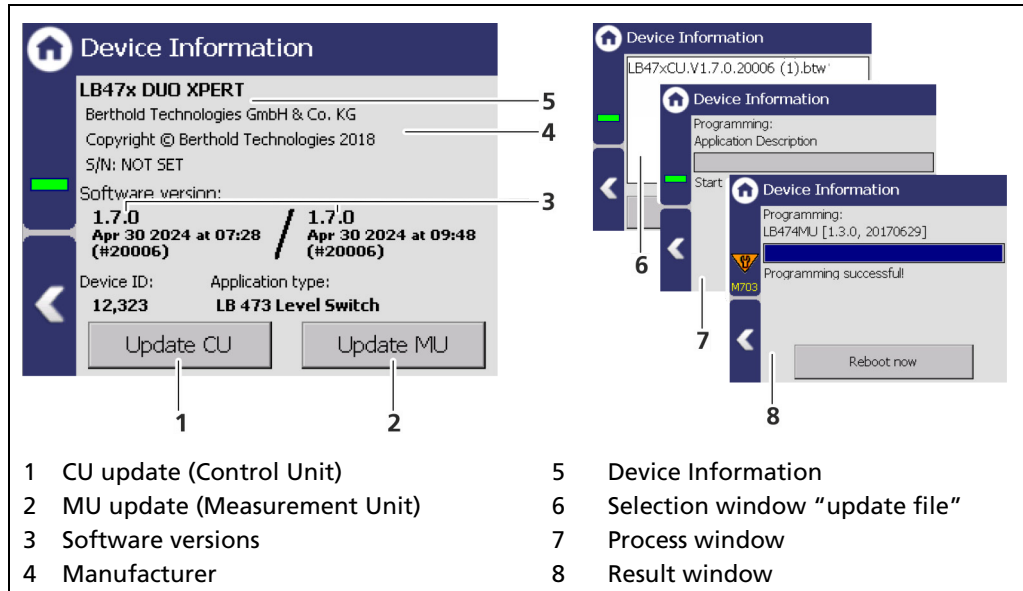 Device Information
LB47x DUO XPERT
Berthold Technologies GmbH & Co. KG
Copyright © Berthold Technologies 2018
S/N: NOT SET
Software version:
1.7.0 / 1.7.0
Apr 30 2024 at 07:28 Apr 30 2024 at 09:48
(#20006) (#20006)
Device ID: Application type:
12,323 LB 473 Level Switch
Update CU Update MU
1 2 3 4 5
Device Information
LB47xCU.V1.7.0.20006 (1).btw
Device Information
Programming:
Application Description
Start
Device Information
Programming:
LB474MU [1.3.0, 20170629]
Programming successful!
M703
Reboot now
6
7
8
1 CU update (Control Unit)
2 MU update (Measurement Unit)
3 Software versions
4 Manufacturer
5 Device Information
6 Selection window “update file”
7 Process window
8 Result window